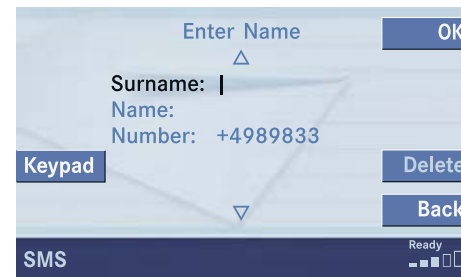 Enter Name
OK
Surname:
Name:
Number: +4989833
Keypad
Delete
Back
SMS
Ready